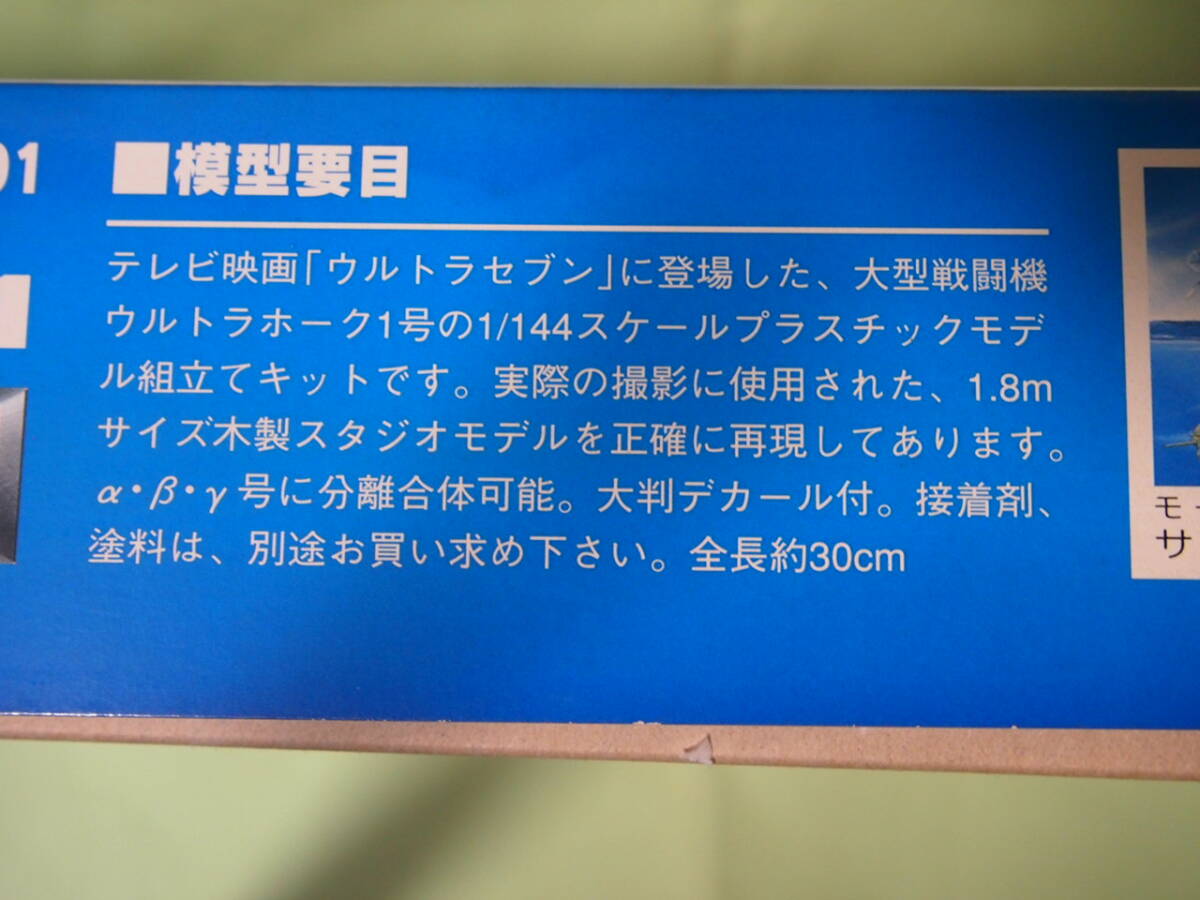 01
■模型要目
1
テレビ映画「ウルトラセブン」に登場した、大型戦闘機
ウルトラホーク1号の1/144スケールプラスチックモデ
ル組立てキットです。実際の撮影に使用された、1.8m
サイズ木製スタジオモデルを正確に再現してあります。
α・β・γ号に分離合体可能。大判デカール付。接着剤、
塗料は、別途お買い求め下さい。全長約30cm
モ
サ